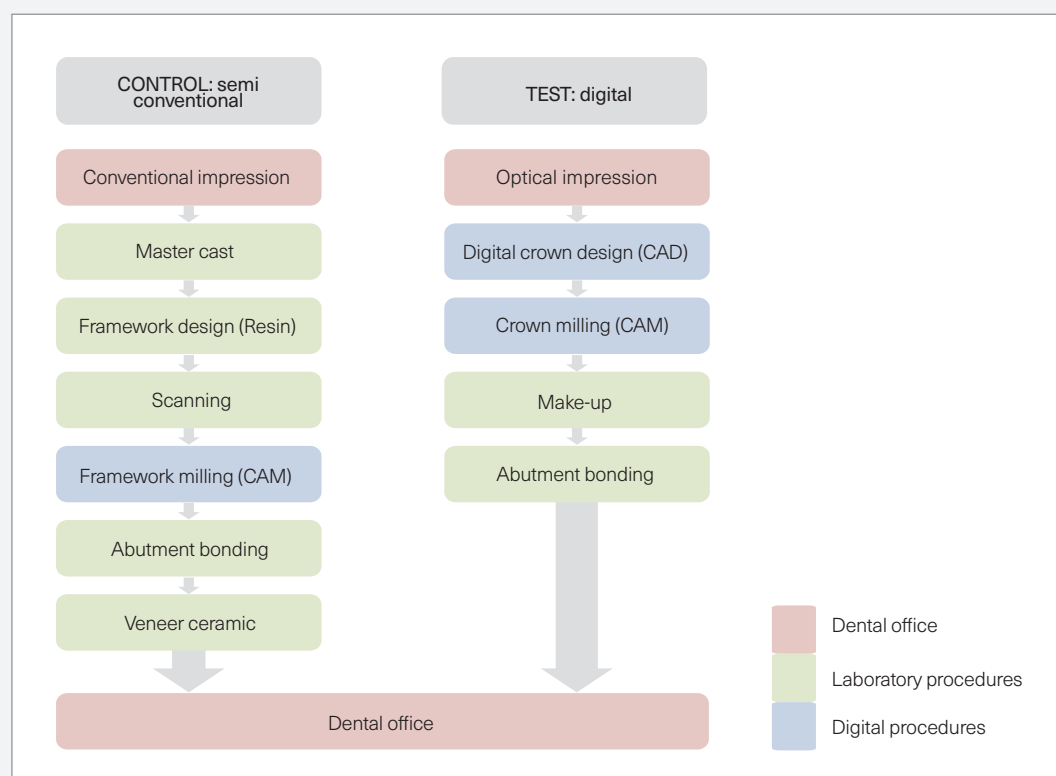 CONTROL: semi
conventional
Conventional impression
Master cast
Framework design (Resin)
Scanning
Framework milling (CAM)
Abutment bonding
Veneer ceramic
TEST: digital
Optical impression
Digital crown design (CAD)
Crown milling (CAM)
Make-up
Abutment bonding
Dental office
Dental office
Laboratory procedures
Digital procedures